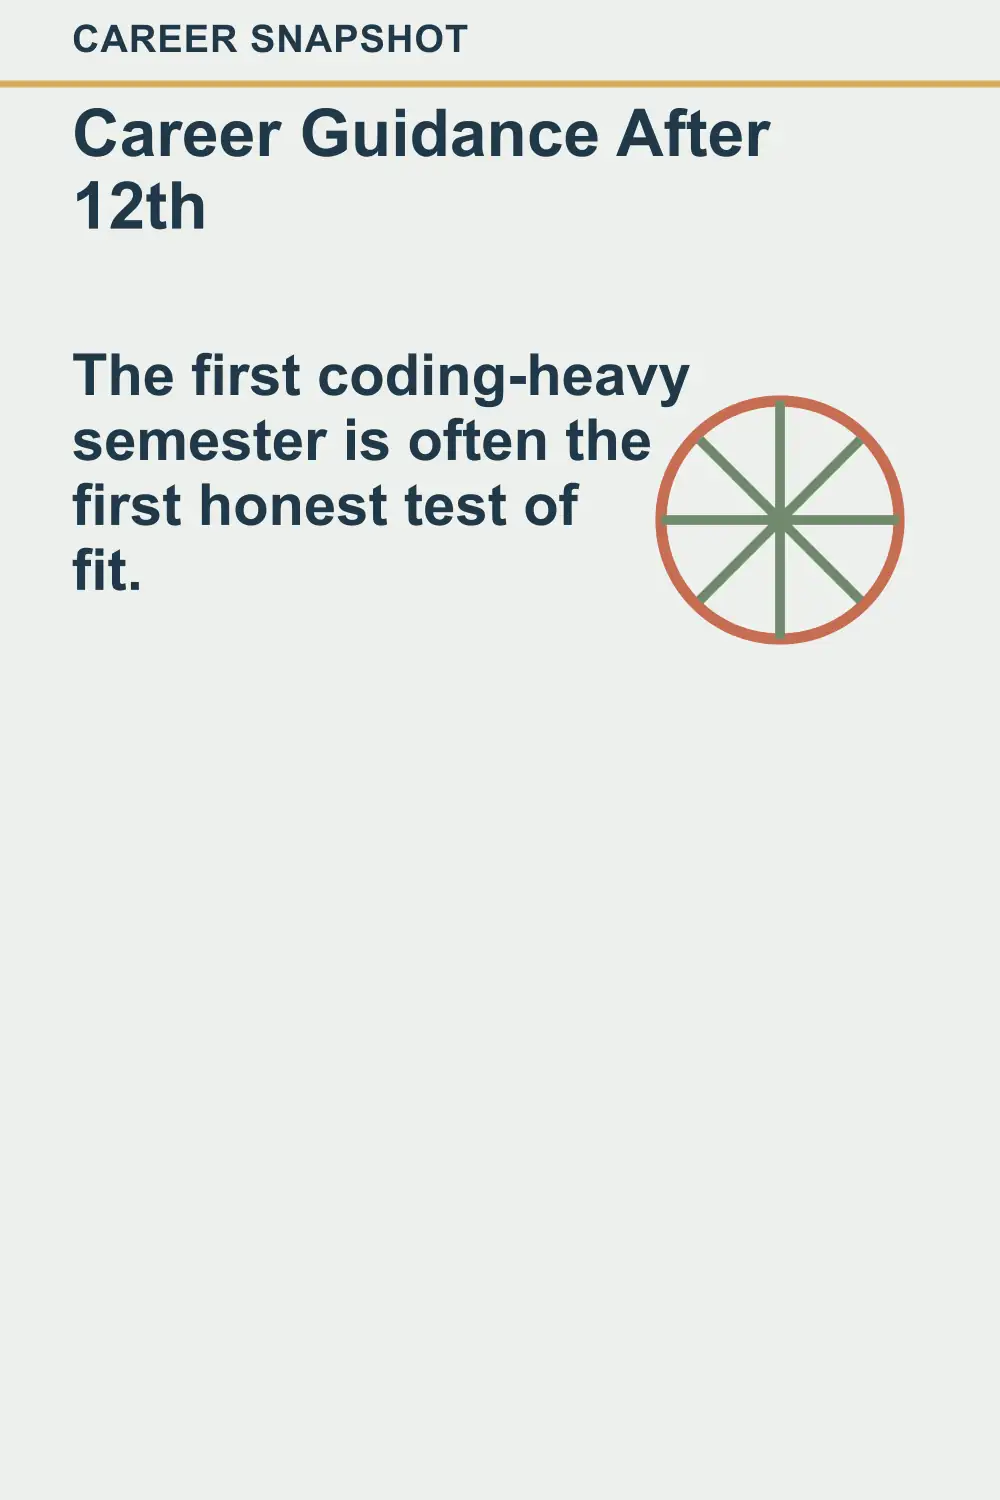 CAREER SNAPSHOT
Career Guidance After
12th
The first coding-heavy
semester is often the
first honest test of
fit.